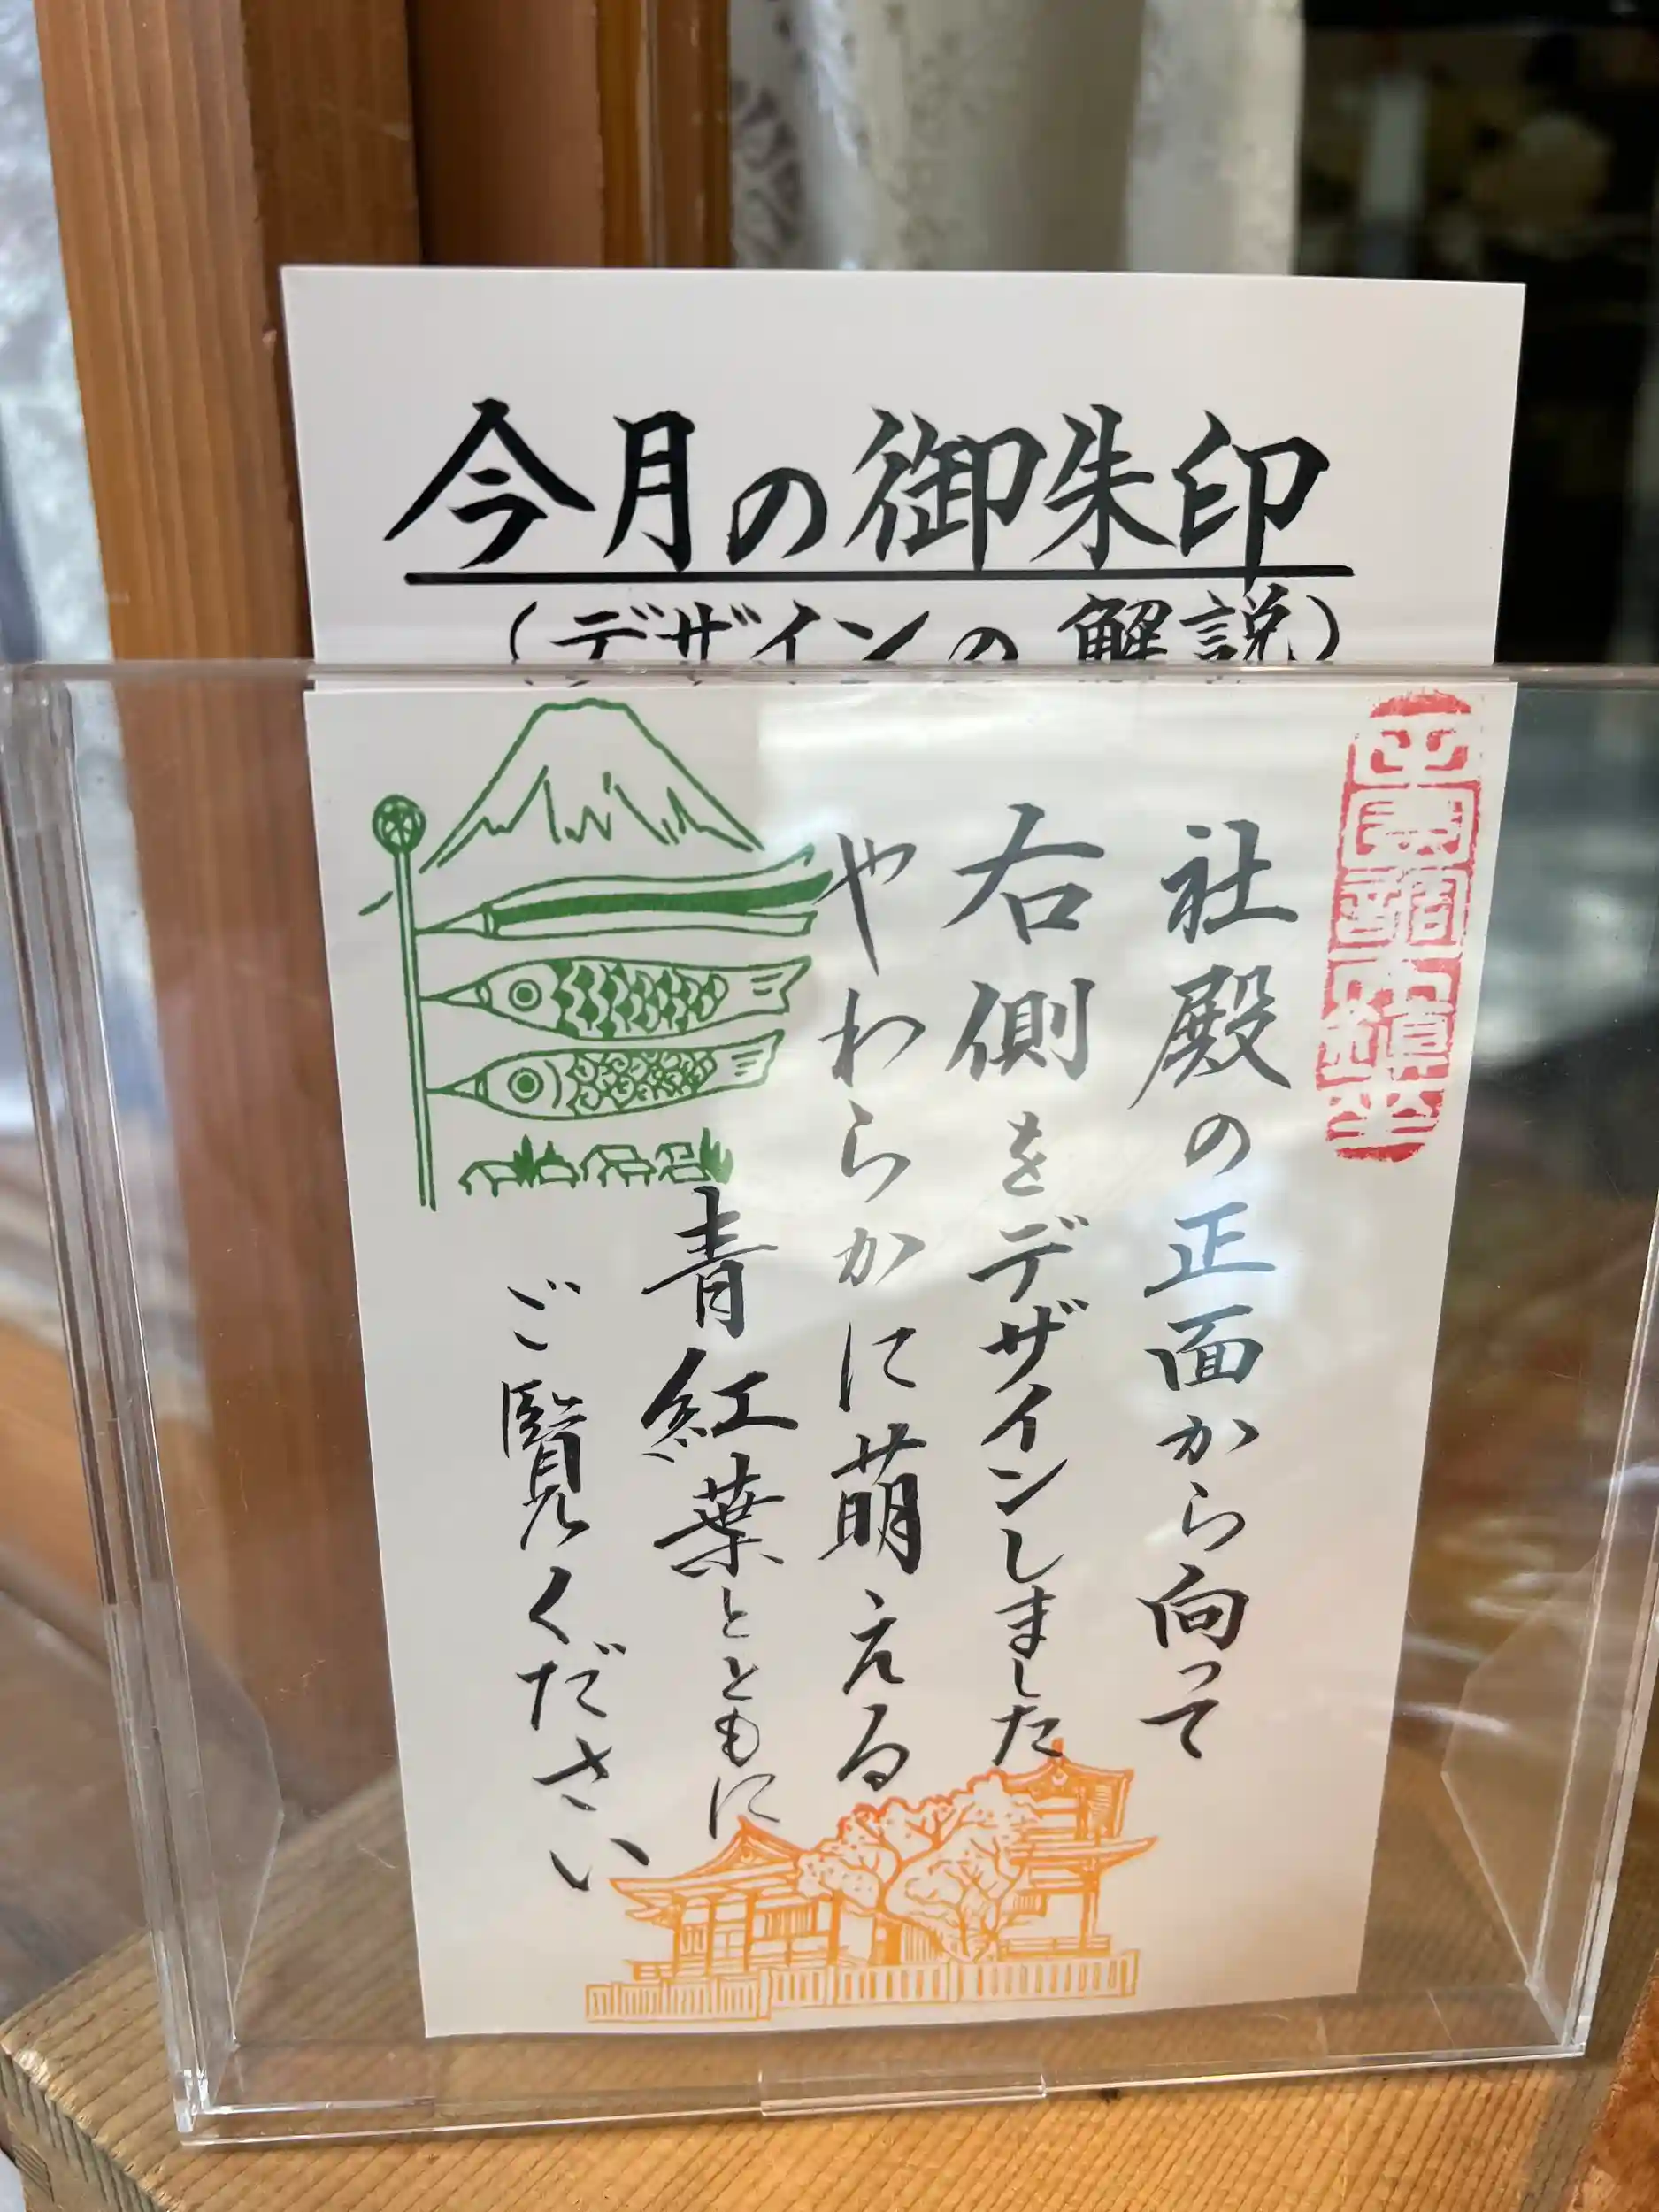 今月の御朱印
(デザインの解説)
社殿の正面から向って
右側をデザインしました
やわらかに萌える
青紅葉とともに
ご覧ください